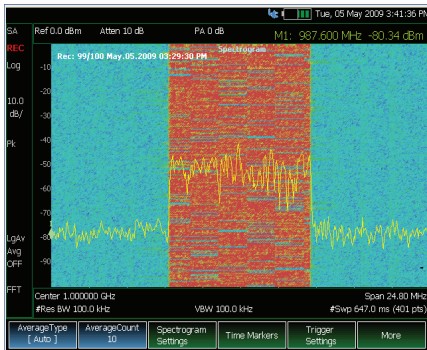 Tue, 05 May 2009 3:41:36 PM
SA
Ref 0.0 dBm Atten 10 dB PA 0 dB
M1: 987.600 MHz -80.34 dBm
REC
Spectrogram
Rec: 99/100 May.05.2009 03:29:30 PM
Log
-10
10.0
dB/
-20
-30
-40
Pk
-50
-60
-70
LgAv
-80
Avg
OFF
-90
FFT
Center 1.000000 GHz Span 24.80 MHz
#Res BW 100.0 kHz VBW 100.0 kHz #Swp 647.0 ms (401 pts)
AverageType
[ Auto ]
AverageCount
10
Spectrogram
Settings
Time Markers
Trigger
Settings
More